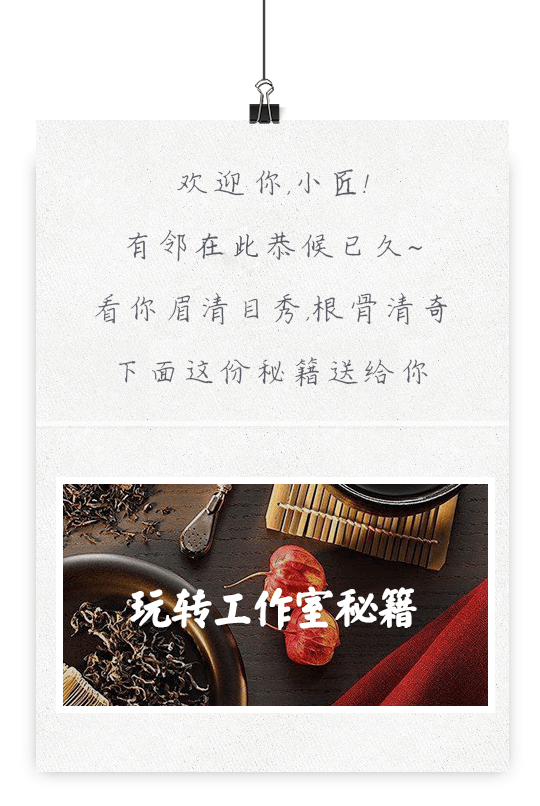 欢迎你,小匠!
有邻在此恭候已久~
看你眉清目秀,根骨清奇
下面这份秘籍送给你
玩转工作室秘籍